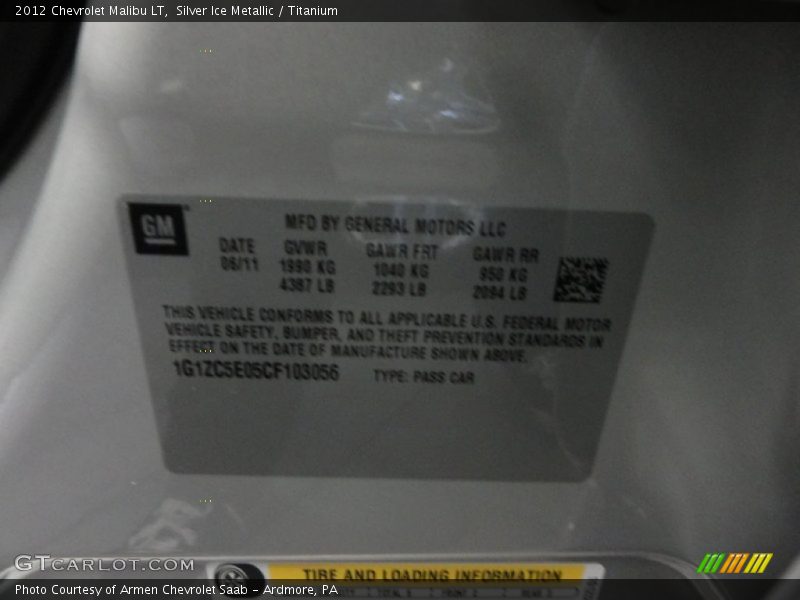 2012 Chevrolet Malibu LT, Silver Ice Metallic / Titanium
GM
MFD BY GENERAL MOTORS LLC
DATE GVWR GAWR FRT GAWR RR
06/11 1990 KG 1040 KG 950 KG
4387 LB 2293 LB 2094 LB
THIS VEHICLE CONFORMS TO ALL APPLICABLE U.S. FEDERAL MOTOR
VEHICLE SAFETY, BUMPER, AND THEFT PREVENTION STANDARDS IN
EFFECT ON THE DATE OF MANUFACTURE SHOWN ABOVE.
1G1ZC5E05CF103056 TYPE: PASS CAR
GTCARLOT.COM
TIRE AND LOADING INFORMATION
Photo Courtesy of Armen Chevrolet Saab - Ardmore, PA